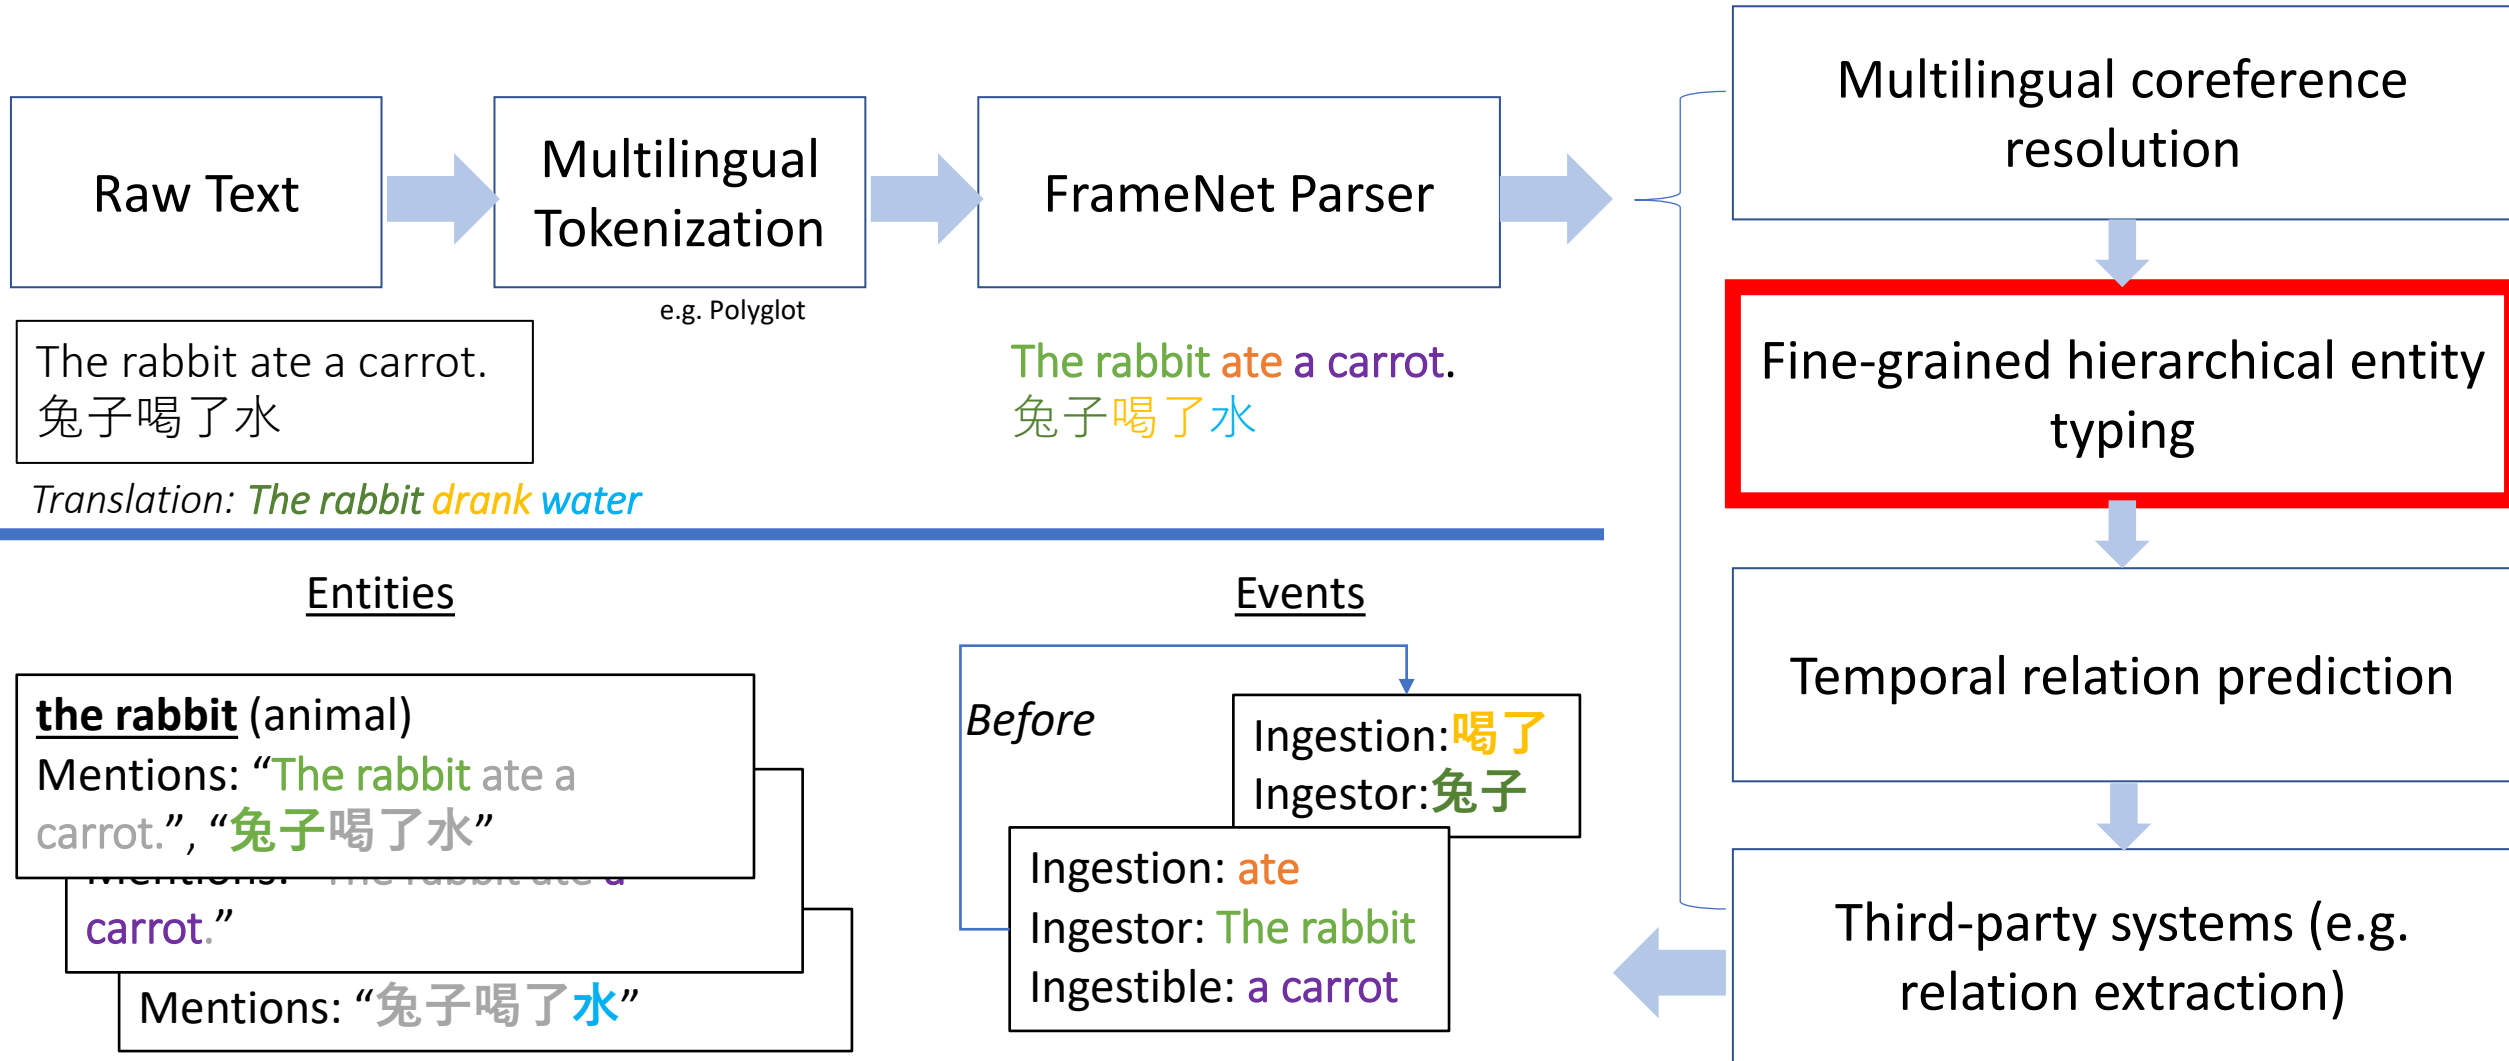 Raw Text
Multilingual
Tokenization
e.g. Polyglot
FrameNet Parser
The rabbit ate a carrot.
兔子喝了水
Translation: The rabbit drank water
The rabbit ate a carrot.
兔子喝了水
Multilingual coreference
resolution
Fine-grained hierarchical entity
typing
Temporal relation prediction
Third-party systems (e.g.
relation extraction)
Entities
the rabbit (animal)
Mentions: “The rabbit ate a
carrot.”, “兔子喝了水”
Mentions: “The rabbit ate a
carrot.”
Mentions: “兔子喝了水”
Events
Before
Ingestion:喝了
Ingestor:兔子
Ingestion: ate
Ingestor: The rabbit
Ingestible: a carrot